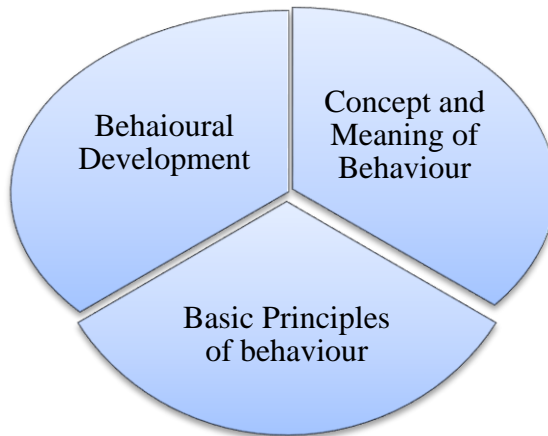 Behaioural
Development
Concept and
Meaning of
Behaviour
Basic Principles
of behaviour